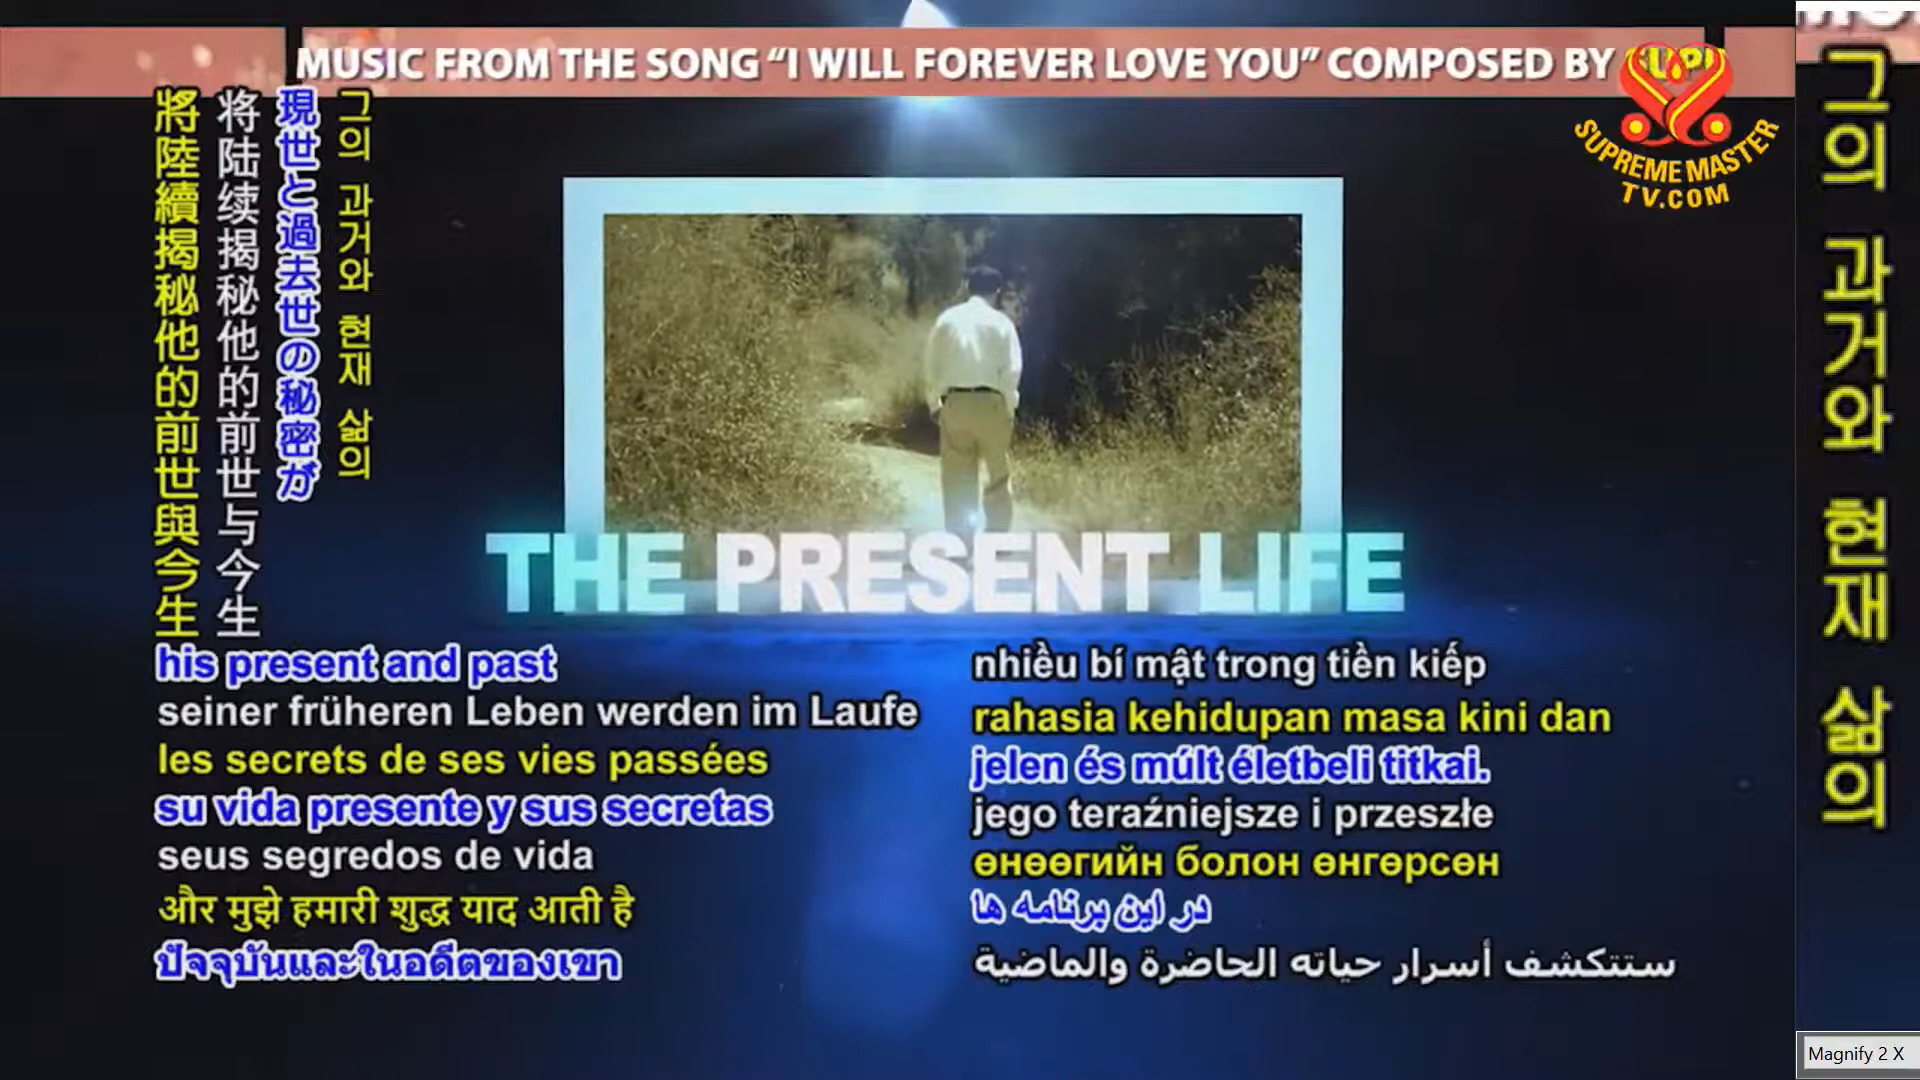 MUSIC FROM THE SONG “I WILL FOREVER LOVE YOU” COMPOSED BY
SUPREME MASTER
TV.COM
將陸續揭秘他的前世與今生
将陆续揭秘他的前世与今生
現世と過去世の秘密が
그의 과거와 현재 삶의
THE PRESENT LIFE
his present and past
seiner früheren Leben werden im Laufe
les secrets de ses vies passées
su vida presente y sus secretas
seus segredos de vida
और मुझे हमारी शुद्ध याद आती है
ปัจจุบันและในอดีตของเขา
nhiều bí mật trong tiền kiếp
rahasia kehidupan masa kini dan
jelen és múlt életbeli titkai.
jego teraźniejsze i przeszłe
өнөөгийн болон өнгөрсөн
در این برنامه ها
ستتكشف أسرار حياته الحاضرة والماضية
그의 과거와 현재 삶의
Magnify 2 X